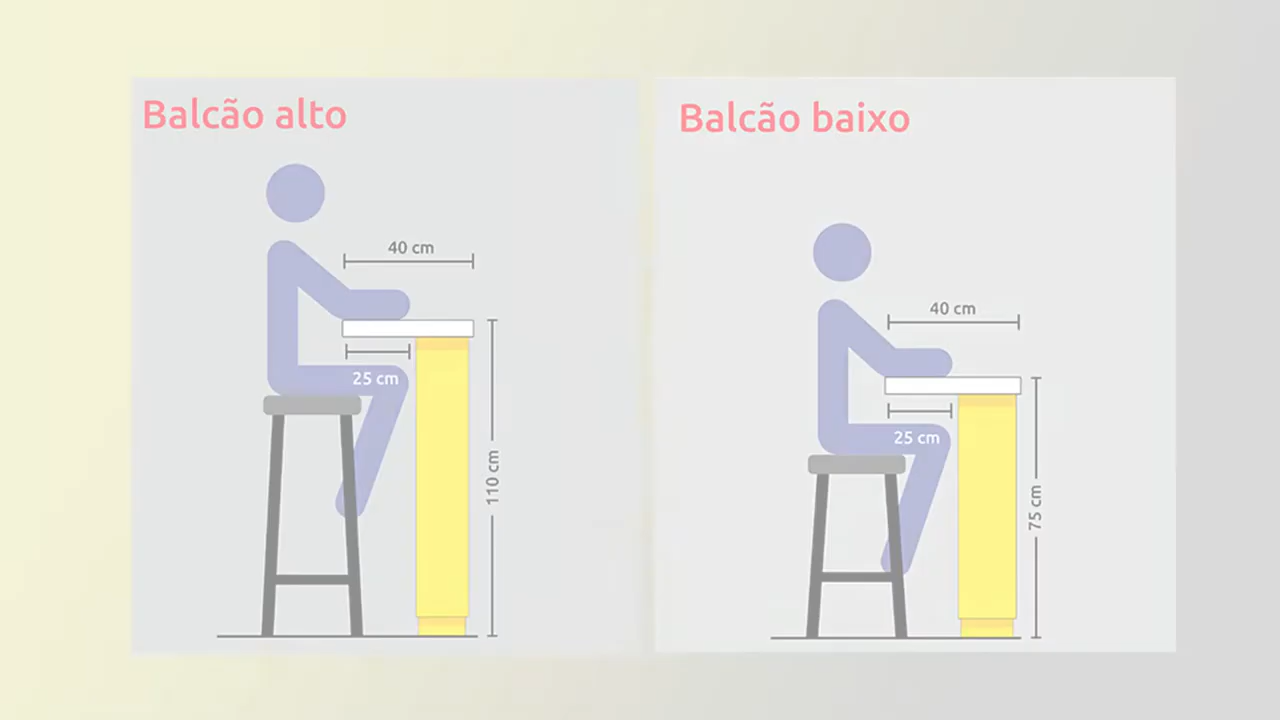 Balcão alto
40 cm
25 cm
110 cm
Balcão baixo
40 cm
25 cm
75 cm